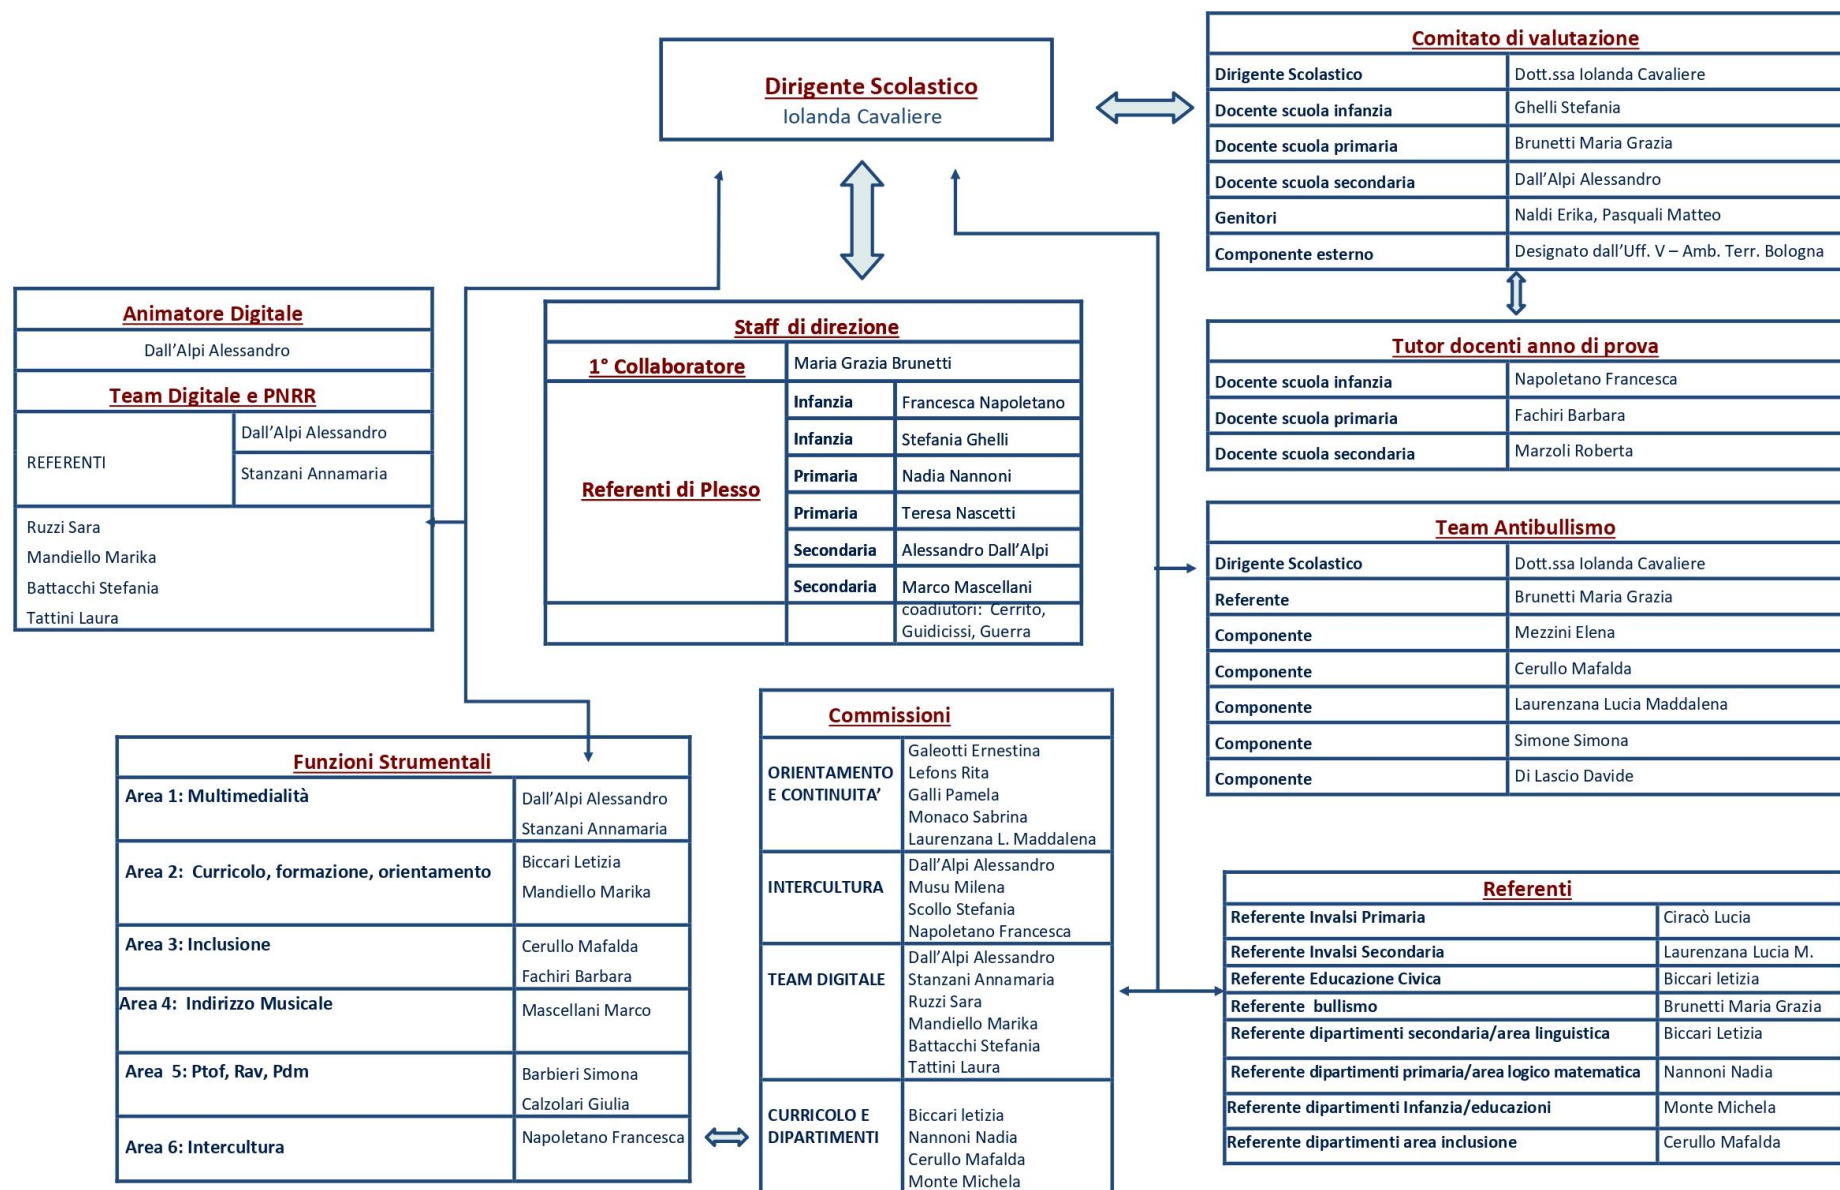 Dirigente Scolastico
Iolanda Cavaliere
Comitato di valutazione
Dirigente Scolastico Dott.ssa Iolanda Cavaliere
Docente scuola infanzia Ghelli Stefania
Docente scuola primaria Brunetti Maria Grazia
Docente scuola secondaria Dall'Alpi Alessandro
Genitori Naldi Erika, Pasquali Matteo
Componente esterno Designato dall'Uff. V – Amb. Terr. Bologna
Animatore Digitale
Dall'Alpi Alessandro
Team Digitale e PNRR
REFERENTI
Dall'Alpi Alessandro
Stanzani Annamaria
Ruzzi Sara
Mandiello Marika
Battacchi Stefania
Tattini Laura
Staff di direzione
1° Collaboratore Maria Grazia Brunetti
Referenti di Plesso
Infanzia Francesca Napoletano
Infanzia Stefania Ghelli
Primaria Nadia Nannoni
Primaria Teresa Nascetti
Secondaria Alessandro Dall'Alpi
Secondaria Marco Mascellani
coadiutori: Cerrito,
Guidicissi, Guerra
Tutor docenti anno di prova
Docente scuola infanzia Napoletano Francesca
Docente scuola primaria Fachiri Barbara
Docente scuola secondaria Marzoli Roberta
Team Antibullismo
Dirigente Scolastico Dott.ssa Iolanda Cavaliere
Referente Brunetti Maria Grazia
Componente Mezzini Elena
Componente Cerullo Mafalda
Componente Laurenzana Lucia Maddalena
Componente Simone Simona
Componente Di Lascio Davide
Funzioni Strumentali
Area 1: Multimedialità
Dall'Alpi Alessandro
Stanzani Annamaria
Area 2: Curricolo, formazione, orientamento
Biccari Letizia
Mandiello Marika
Area 3: Inclusione
Cerullo Mafalda
Fachiri Barbara
Area 4: Indirizzo Musicale
Mascellani Marco
Area 5: Ptof, Rav, Pdm
Barbieri Simona
Calzolari Giulia
Area 6: Intercultura
Napoletano Francesca
Commissioni
ORIENTAMENTO
E CONTINUITA'
Galeotti Ernestina
Lefons Rita
Galli Pamela
Monaco Sabrina
Laurenzana L. Maddalena
INTERCULTURA
Dall'Alpi Alessandro
Musu Milena
Scollo Stefania
Napoletano Francesca
TEAM DIGITALE
Dall'Alpi Alessandro
Stanzani Annamaria
Ruzzi Sara
Mandiello Marika
Battacchi Stefania
Tattini Laura
CURRICOLO E
DIPARTIMENTI
Biccari letizia
Nannoni Nadia
Cerullo Mafalda
Monte Michela
Referenti
Referente Invalsi Primaria Ciracò Lucia
Referente Invalsi Secondaria Laurenzana Lucia M.
Referente Educazione Civica Biccari letizia
Referente bullismo Brunetti Maria Grazia
Referente dipartimenti secondaria/area linguistica Biccari Letizia
Referente dipartimenti primaria/area logico matematica Nannoni Nadia
Referente dipartimenti Infanzia/educazioni Monte Michela
Referente dipartimenti area inclusione Cerullo Mafalda